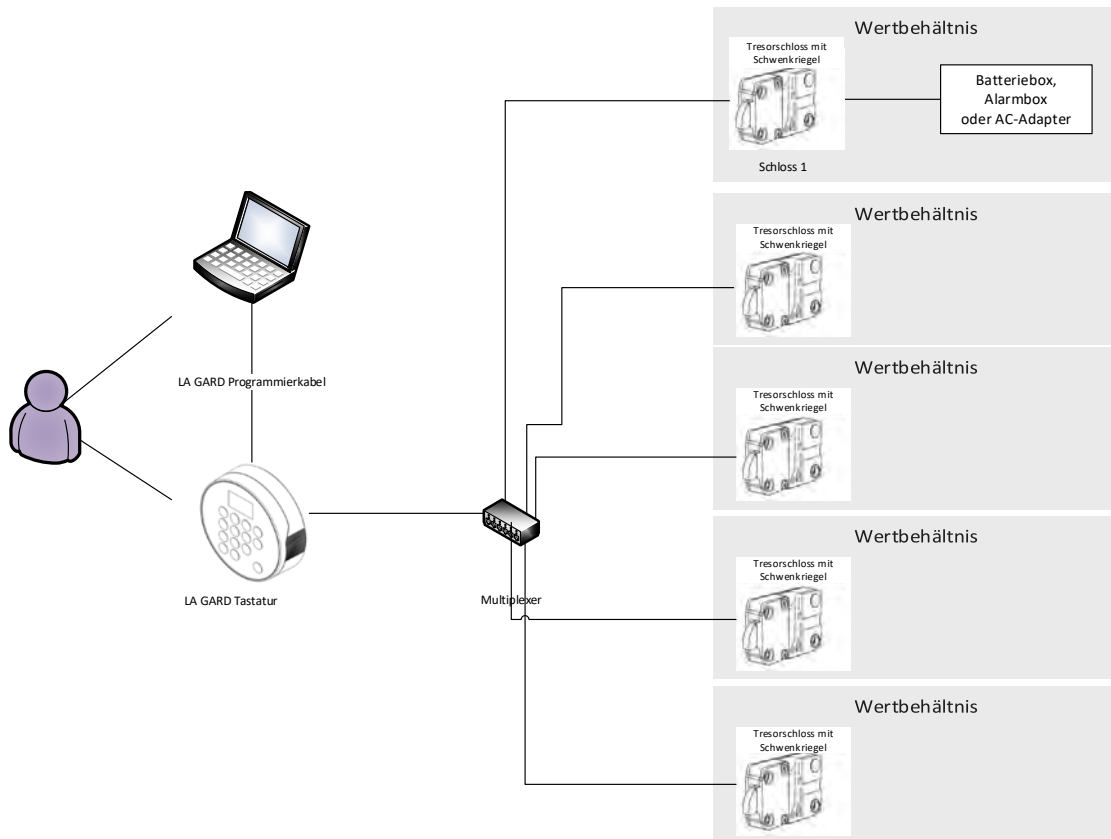 Wertbehältnis
Tresorschloss mit
Schwenkriegel
Batteriebox,
Alarmbox
oder AC-Adapter
Schloss 1
Wertbehältnis
Tresorschloss mit
Schwenkriegel
Wertbehältnis
Tresorschloss mit
Schwenkriegel
LA GARD Programmierkabel
Wertbehältnis
Tresorschloss mit
Schwenkriegel
LA GARD Tastatur
Multiplexer
Wertbehältnis
Tresorschloss mit
Schwenkriegel